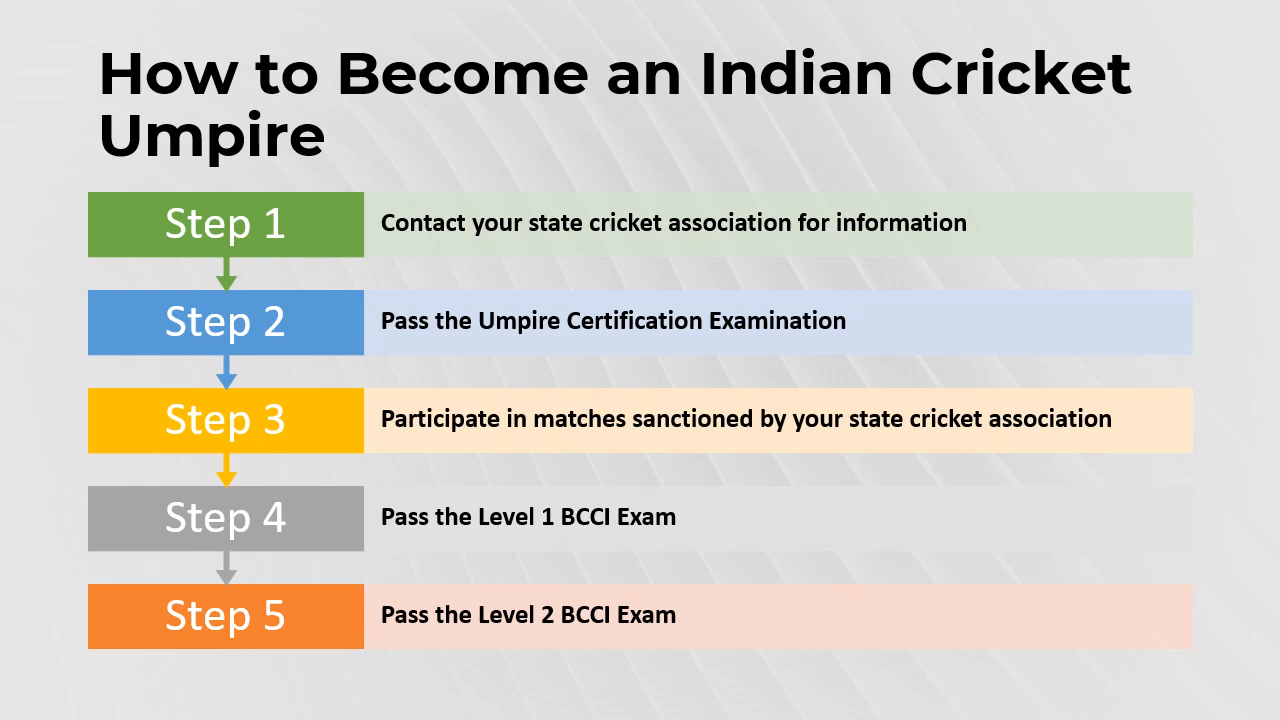 How to Become an Indian Cricket
Umpire
Step 1
Contact your state cricket association for information
Step 2
Pass the Umpire Certification Examination
Step 3
Participate in matches sanctioned by your state cricket association
Step 4
Pass the Level 1 BCCI Exam
Step 5
Pass the Level 2 BCCI Exam